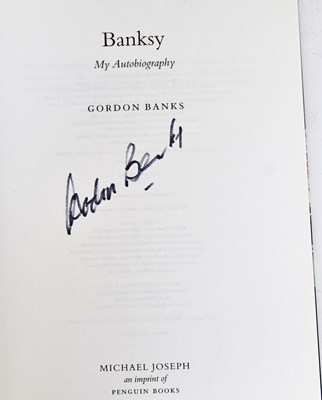 Banksy
My Autobiography
GORDON BANKS
Gordon Banks
MICHAEL JOSEPH
an imprint of
PENGUIN BOOKS